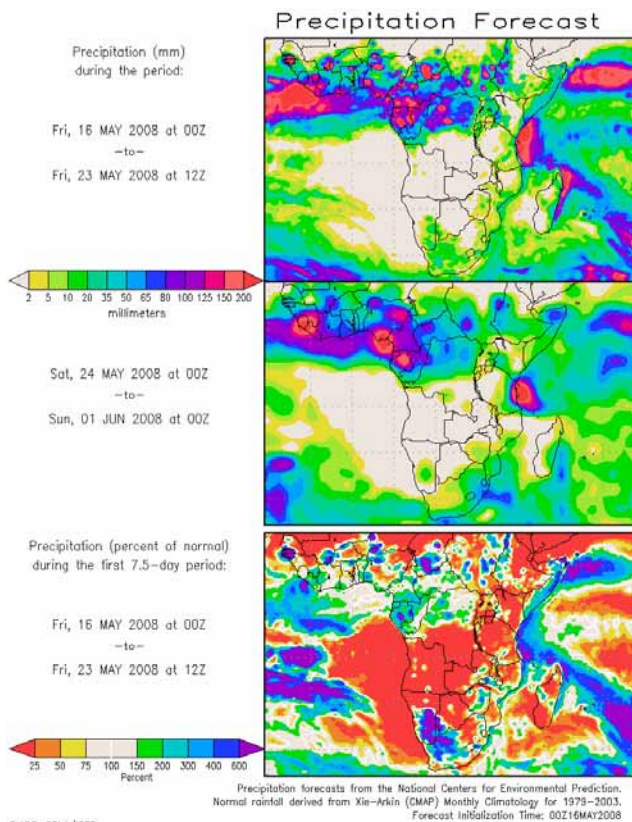 Precipitation Forecast
Precipitation (mm)
during the period:
Fri, 16 MAY 2008 at 00Z
–to–
Fri, 23 MAY 2008 at 12Z
2 5 10 20 35 50 65 80 100 125 150 200
millimeters
Sat, 24 MAY 2008 at 00Z
–to–
Sun, 01 JUN 2008 at 00Z
Precipitation (percent of normal)
during the first 7.5–day period:
Fri, 16 MAY 2008 at 00Z
–to–
Fri, 23 MAY 2008 at 12Z
25 50 75 100 150 200 300 400 600
Percent
Precipitation forecasts from the National Centers for Environmental Prediction.
Normal rainfall derived from Xie–Arkin (CMAP) Monthly Climatology for 1979–2003.
Forecast Initialization Time: 00Z16MAY2008